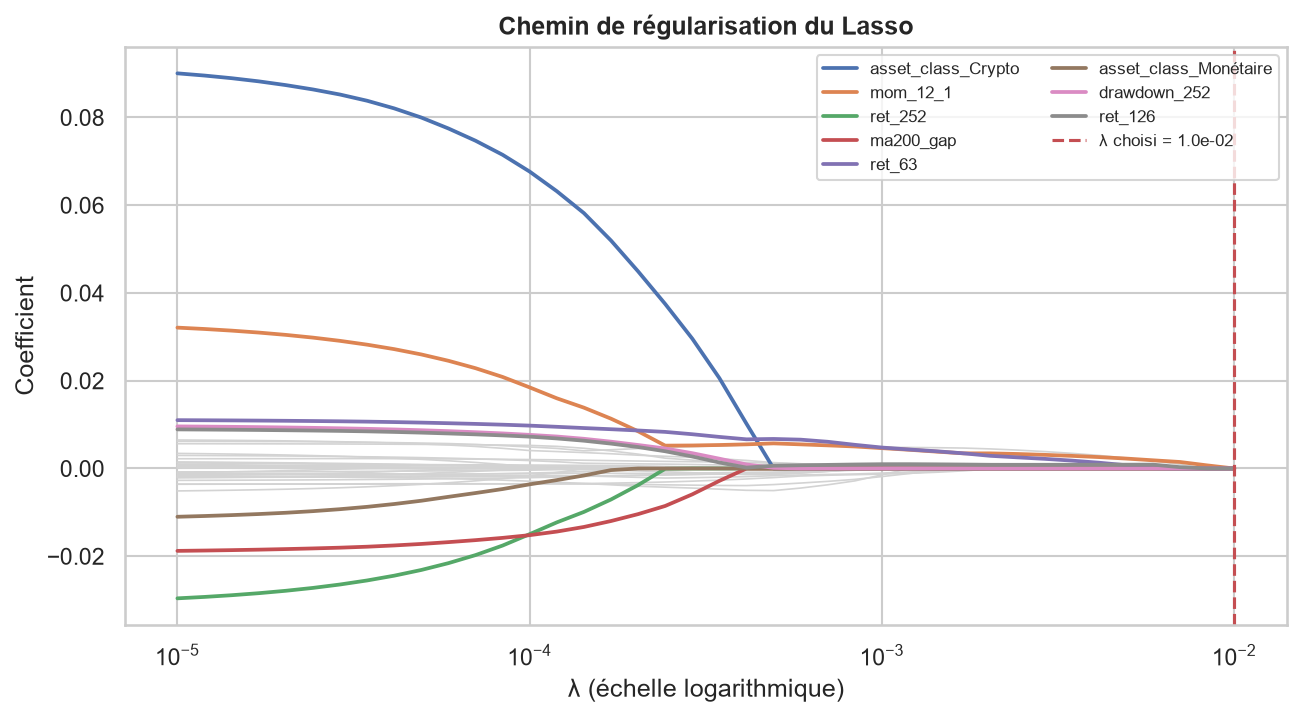 Chemin de régularisation du Lasso
asset_class_Crypto
mom_12_1
ret_252
ma200_gap
ret_63
asset_class_Monétaire
drawdown_252
ret_126
λ choisi = 1.0e-02
Coefficient
0.08
0.06
0.04
0.02
0.00
−0.02
10⁻⁵
10⁻⁴
10⁻³
10⁻²
λ (échelle logarithmique)